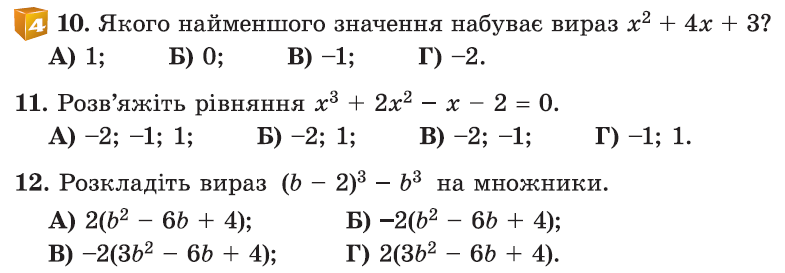 4 10. Якого найменшого значення набуває вираз x² + 4x + 3?
А) 1; Б) 0; В) –1; Г) –2.
11. Розв'яжіть рівняння x³ + 2x² – x – 2 = 0.
А) –2; –1; 1; Б) –2; 1; В) –2; –1; Г) –1; 1.
12. Розкладіть вираз (b – 2)³ – b³ на множники.
А) 2(b² – 6b + 4); Б) –2(b² – 6b + 4);
В) –2(3b² – 6b + 4); Г) 2(3b² – 6b + 4).